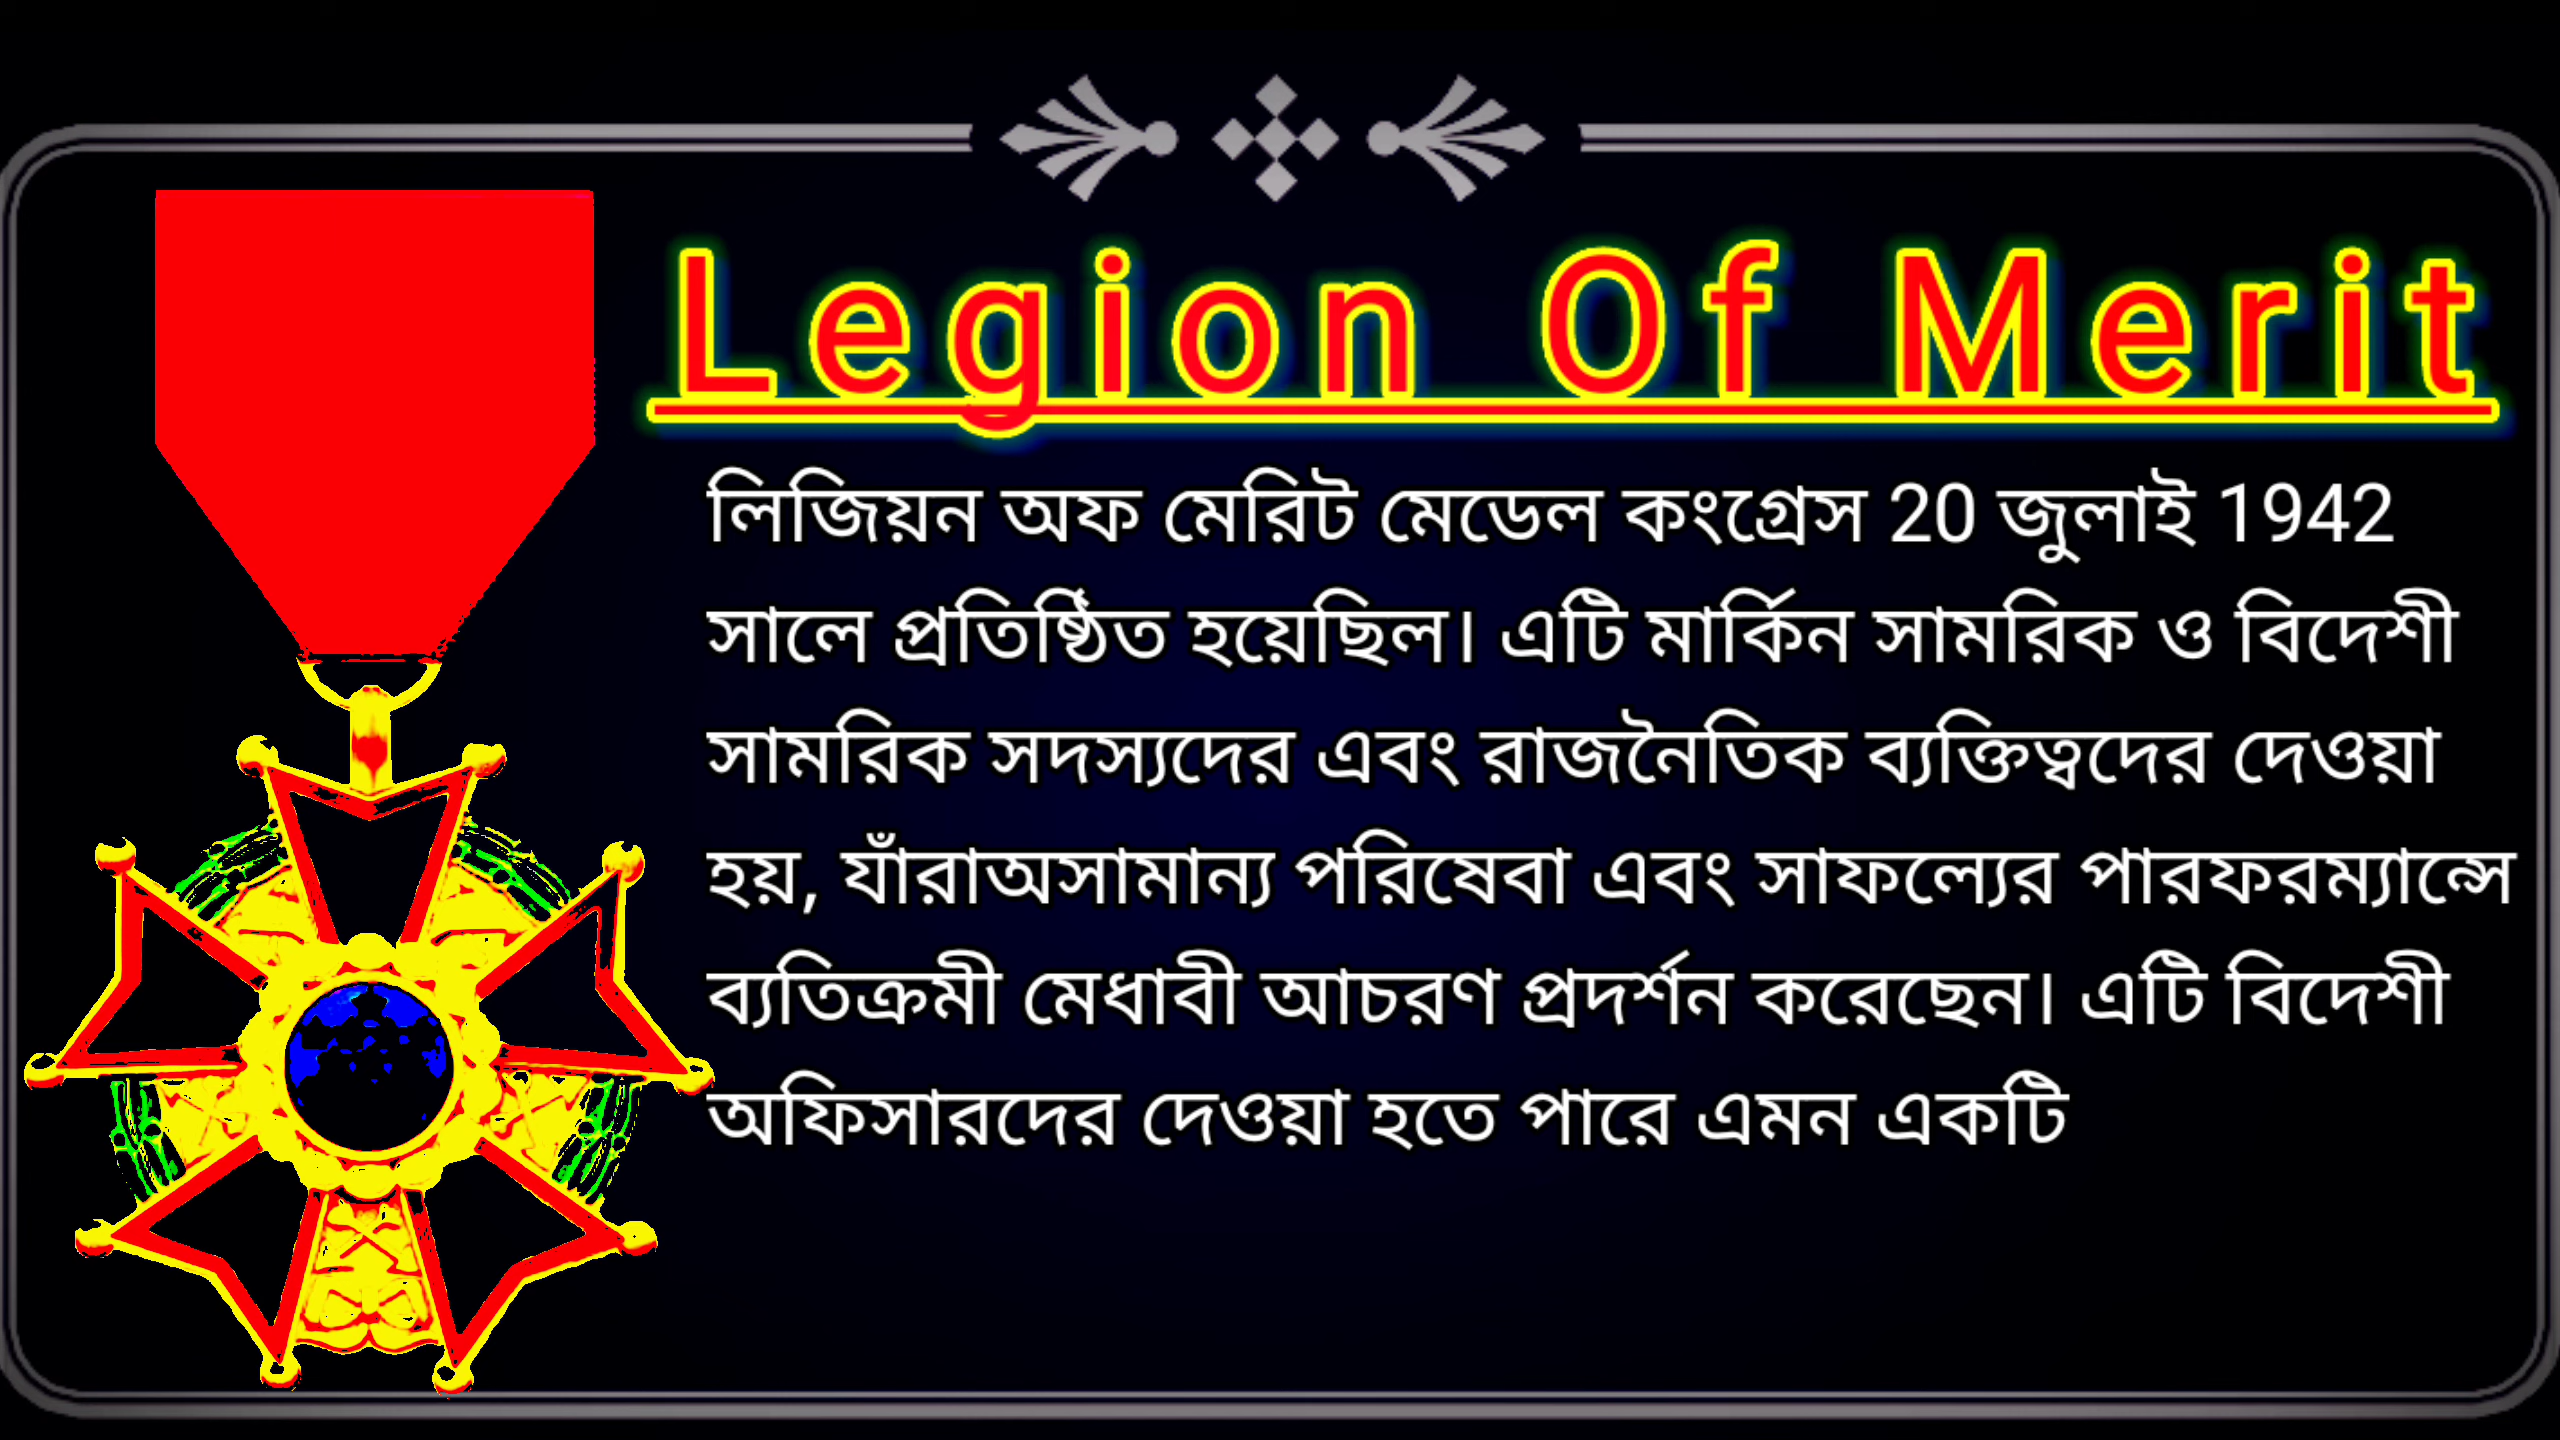 Legion Of Merit
লিজিয়ন অফ মেরিট মেডেল কংগ্রেস 20 জুলাই 1942
সালে প্রতিষ্ঠিত হয়েছিল। এটি মার্কিন সামরিক ও বিদেশী
সামরিক সদস্যদের এবং রাজনৈতিক ব্যক্তিত্বদের দেওয়া
হয়, যাঁরাঅসামান্য পরিষেবা এবং সাফল্যের পারফরম্যান্সে
ব্যতিক্রমী মেধাবী আচরণ প্রদর্শন করেছেন। এটি বিদেশী
অফিসারদের দেওয়া হতে পারে এমন একটি